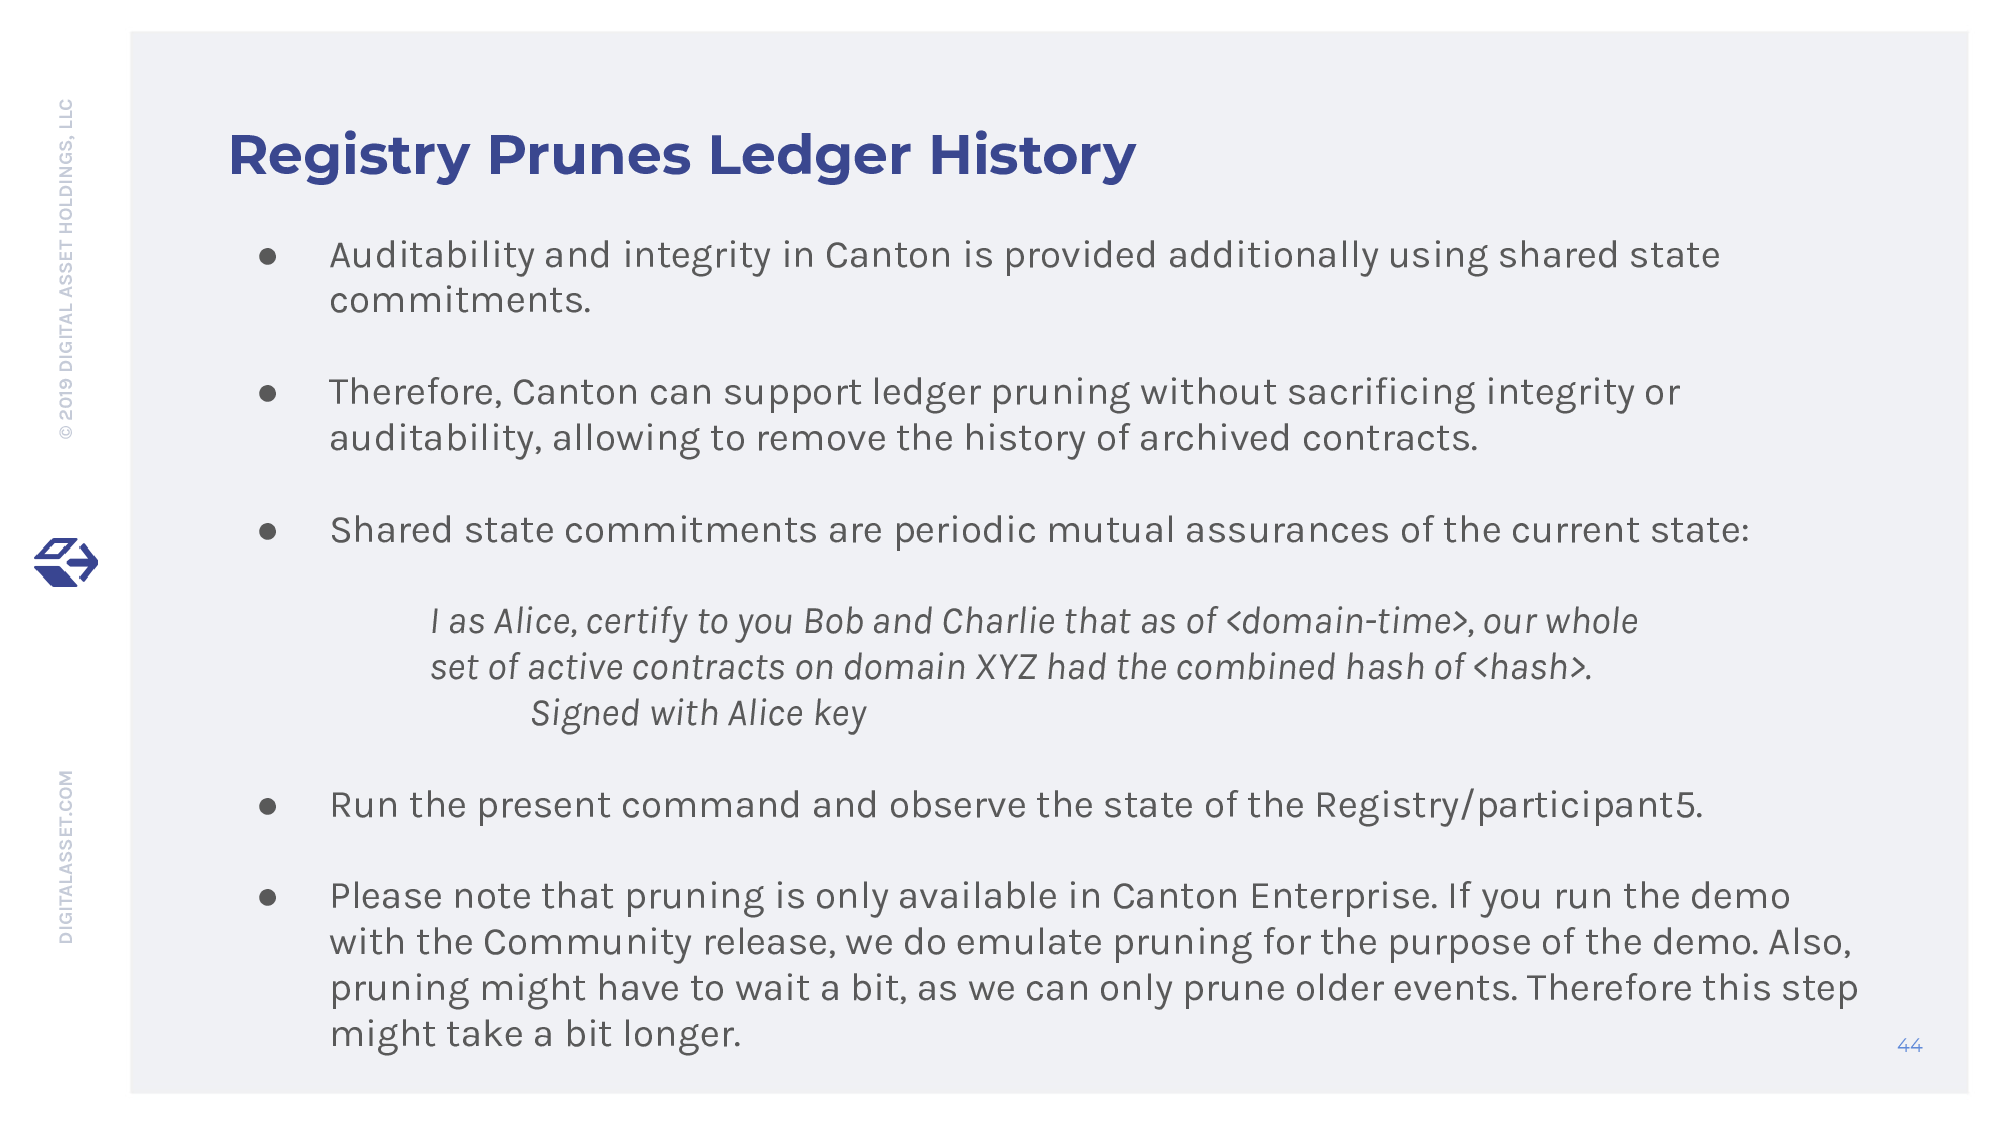 Registry Prunes Ledger History
● Auditability and integrity in Canton is provided additionally using shared state
commitments.
● Therefore, Canton can support ledger pruning without sacrificing integrity or
auditability, allowing to remove the history of archived contracts.
● Shared state commitments are periodic mutual assurances of the current state:
I as Alice, certify to you Bob and Charlie that as of <domain-time>, our whole
set of active contracts on domain XYZ had the combined hash of <hash>.
Signed with Alice key
● Run the present command and observe the state of the Registry/participant5.
● Please note that pruning is only available in Canton Enterprise. If you run the demo
with the Community release, we do emulate pruning for the purpose of the demo. Also,
pruning might have to wait a bit, as we can only prune older events. Therefore this step
might take a bit longer.
44
© 2019 DIGITAL ASSET HOLDINGS, LLC
DIGITALASSET.COM